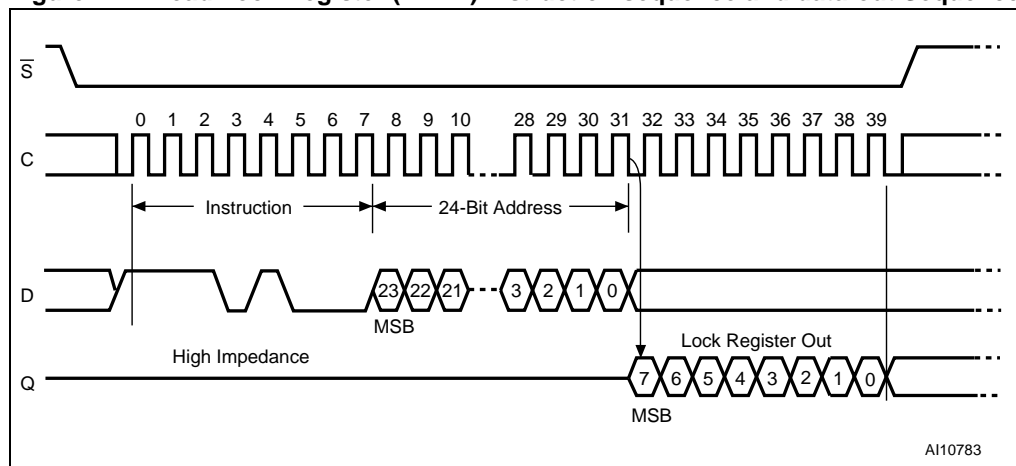 S
0 1 2 3 4 5 6 7 8 9 10 28 29 30 31 32 33 34 35 36 37 38 39
C
Instruction 24-Bit Address
D 23 22 21 3 2 1 0
MSB
High Impedance Lock Register Out
Q 7 6 5 4 3 2 1 0
MSB
AI10783